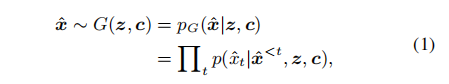 x̂ ∼ G(z, c) = p_G(x̂|z, c)
= ∏_t p(x̂_t|x̂^{<t}, z, c), (1)